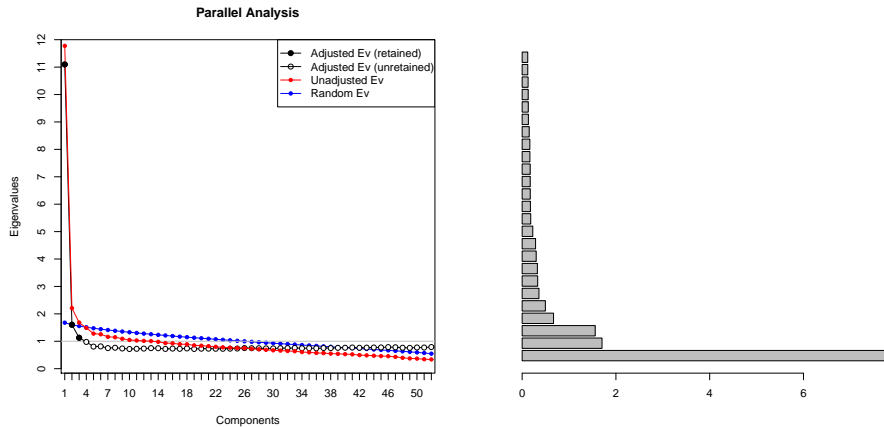 Parallel Analysis
12
11
10
9
8
7
6
5
4
3
2
1
0
Eigenvalues
Adjusted Ev (retained)
Adjusted Ev (unretained)
Unadjusted Ev
Random Ev
1 4 7 10 14 18 22 26 30 34 38 42 46 50
Components
0 2 4 6